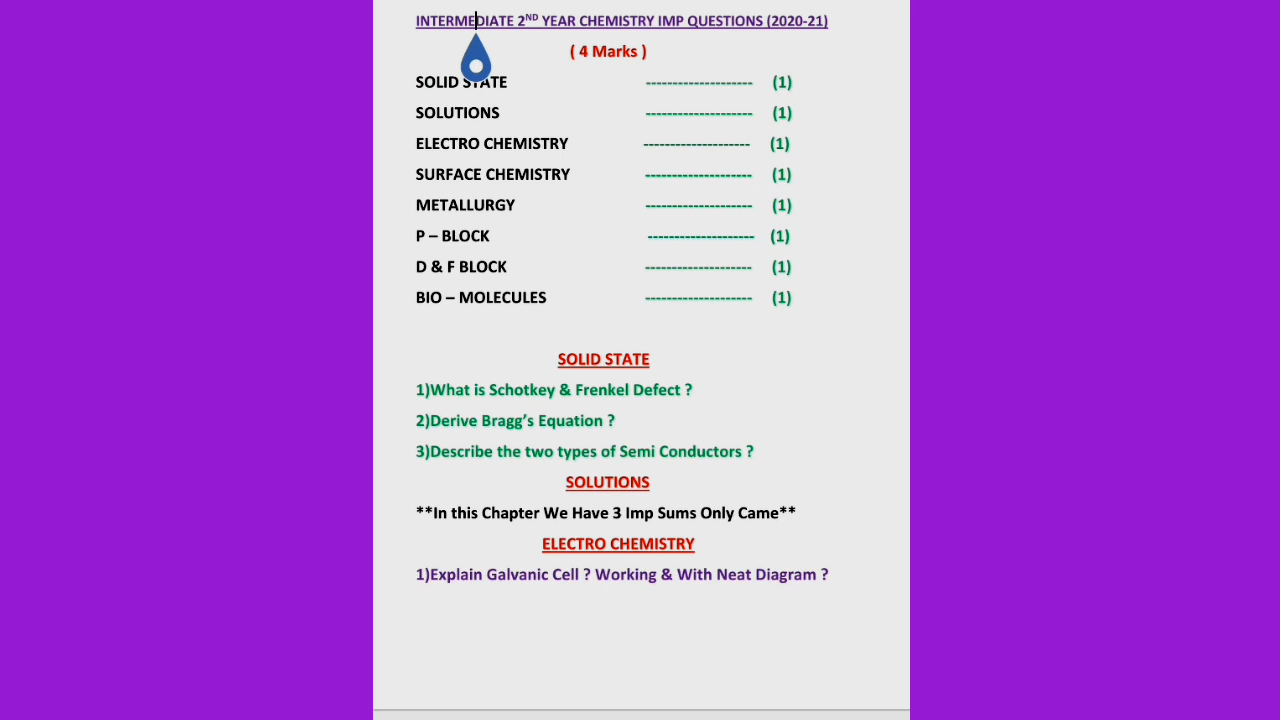 INTERMEDIATE 2ND YEAR CHEMISTRY IMP QUESTIONS (2020-21)
( 4 Marks )
SOLID STATE -------------------- (1)
SOLUTIONS -------------------- (1)
ELECTRO CHEMISTRY -------------------- (1)
SURFACE CHEMISTRY -------------------- (1)
METALLURGY -------------------- (1)
P – BLOCK -------------------- (1)
D & F BLOCK -------------------- (1)
BIO – MOLECULES -------------------- (1)
SOLID STATE
1)What is Schotkey & Frenkel Defect ?
2)Derive Bragg’s Equation ?
3)Describe the two types of Semi Conductors ?
SOLUTIONS
**In this Chapter We Have 3 Imp Sums Only Came**
ELECTRO CHEMISTRY
1)Explain Galvanic Cell ? Working & With Neat Diagram ?